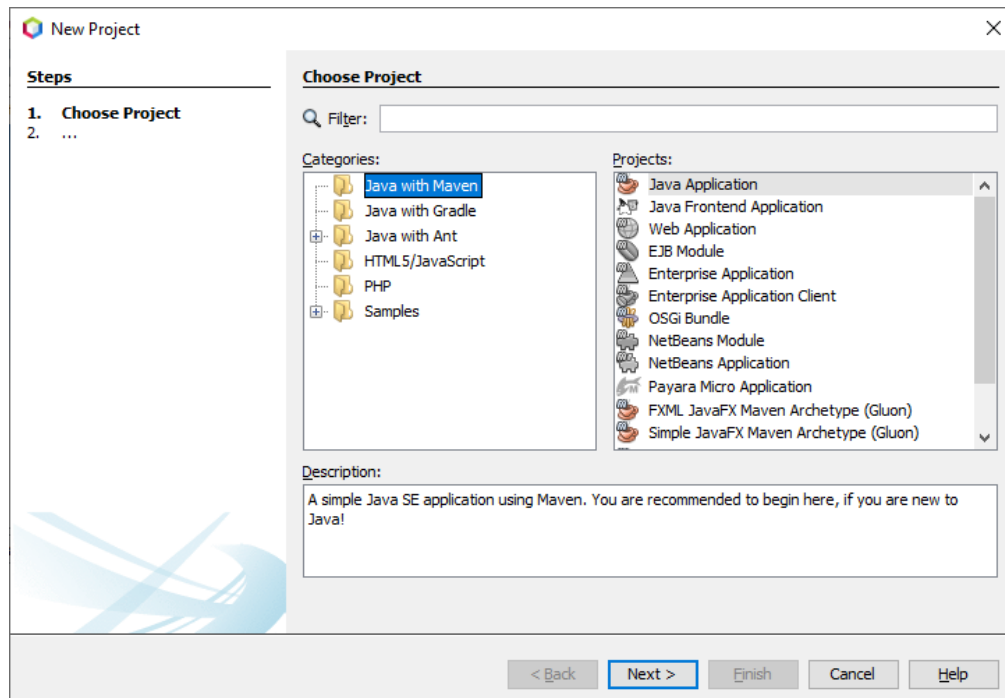 New Project
Steps
1. Choose Project
2. ...
Choose Project
Filter:
Categories:
Java with Maven
Java with Gradle
Java with Ant
HTML5/JavaScript
PHP
Samples
Projects:
Java Application
Java Frontend Application
Web Application
EJB Module
Enterprise Application
Enterprise Application Client
OSGi Bundle
NetBeans Module
NetBeans Application
Payara Micro Application
FXML JavaFX Maven Archetype (Gluon)
Simple JavaFX Maven Archetype (Gluon)
Description:
A simple Java SE application using Maven. You are recommended to begin here, if you are new to
Java!
< Back
Next >
Finish
Cancel
Help